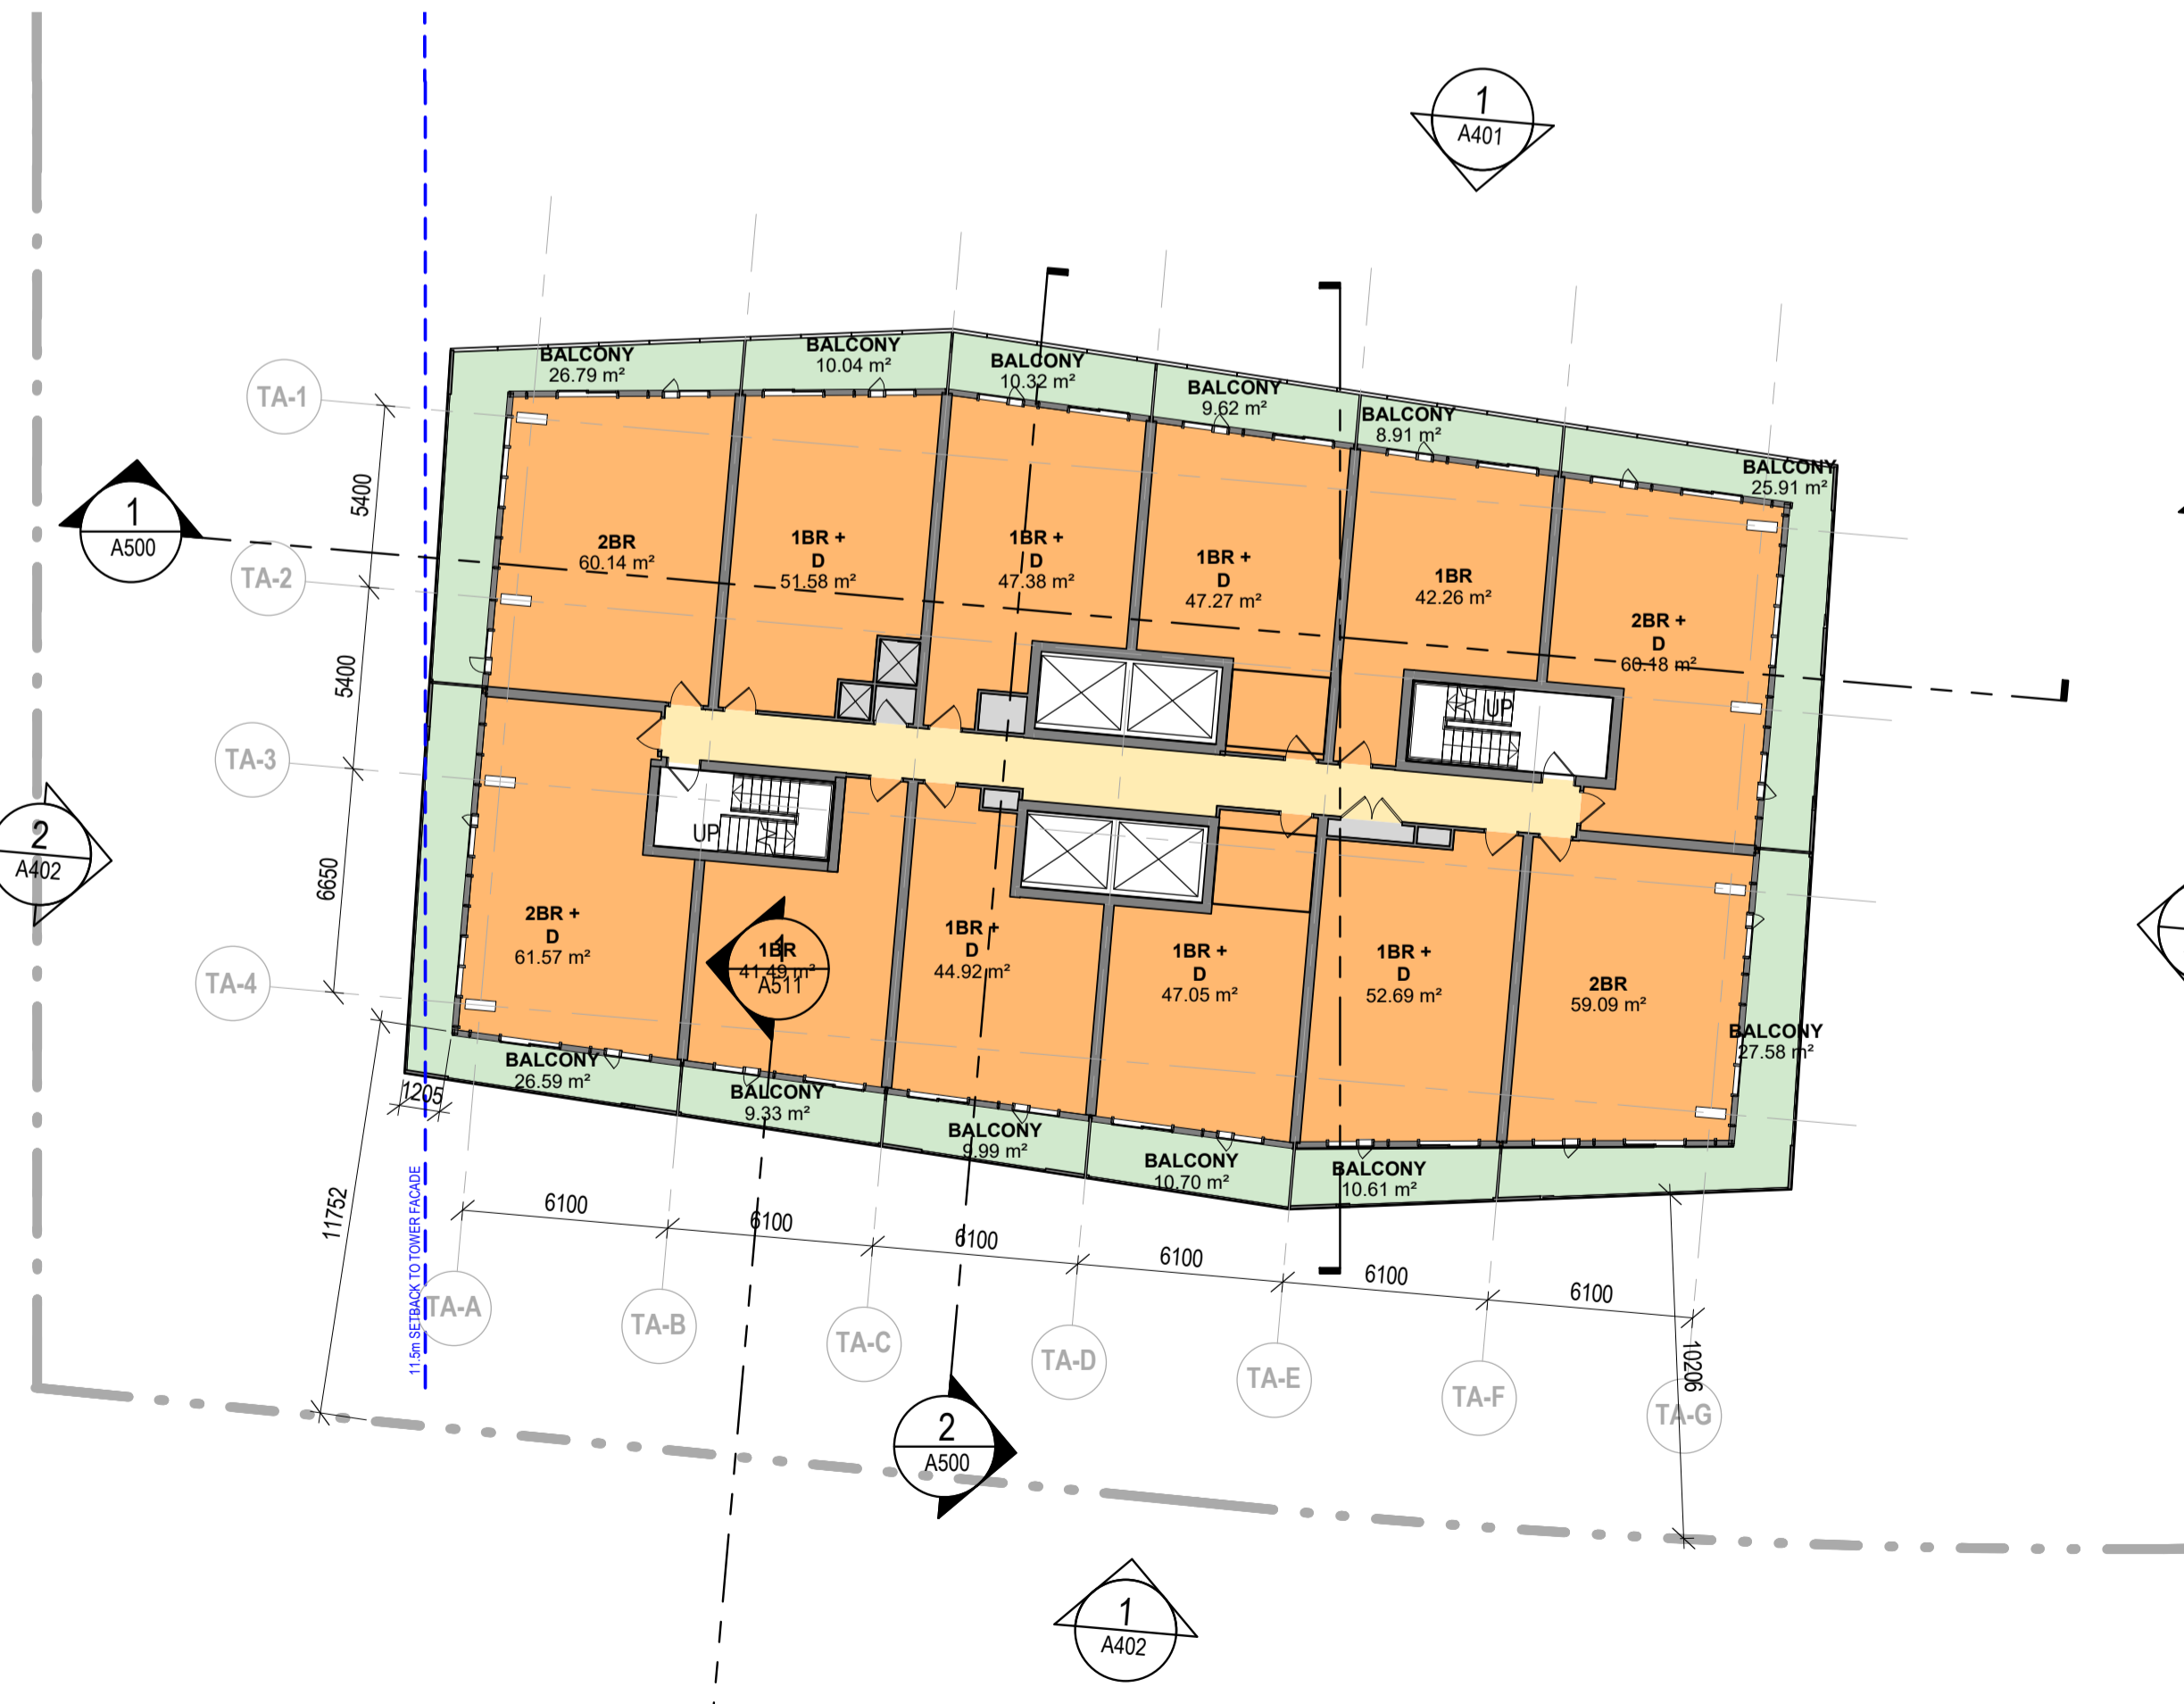 1
A401
BALCONY
26.79 m²
BALCONY
10.04 m²
BALCONY
10.32 m²
BALCONY
9.62 m²
BALCONY
8.91 m²
BALCONY
25.91 m²
TA-1
5400
1
A500
TA-2
5400
TA-3
6650
2
A402
TA-4
2BR
60.14 m²
1BR +
D
51.58 m²
1BR +
D
47.38 m²
1BR +
D
47.27 m²
1BR
42.26 m²
2BR +
D
60.18 m²
UP
UP
2BR +
D
61.57 m²
1BR
41.49 m²
1
A511
1BR +
D
44.92 m²
1BR +
D
47.05 m²
1BR +
D
52.69 m²
2BR
59.09 m²
BALCONY
27.58 m²
BALCONY
26.59 m²
BALCONY
9.33 m²
BALCONY
9.99 m²
BALCONY
10.70 m²
BALCONY
10.61 m²
1205
11752
11.5m SETBACK TO TOWER FACADE
6100
6100
6100
6100
6100
6100
10206
TA-A
TA-B
TA-C
TA-D
TA-E
TA-F
TA-G
2
A500
1
A402